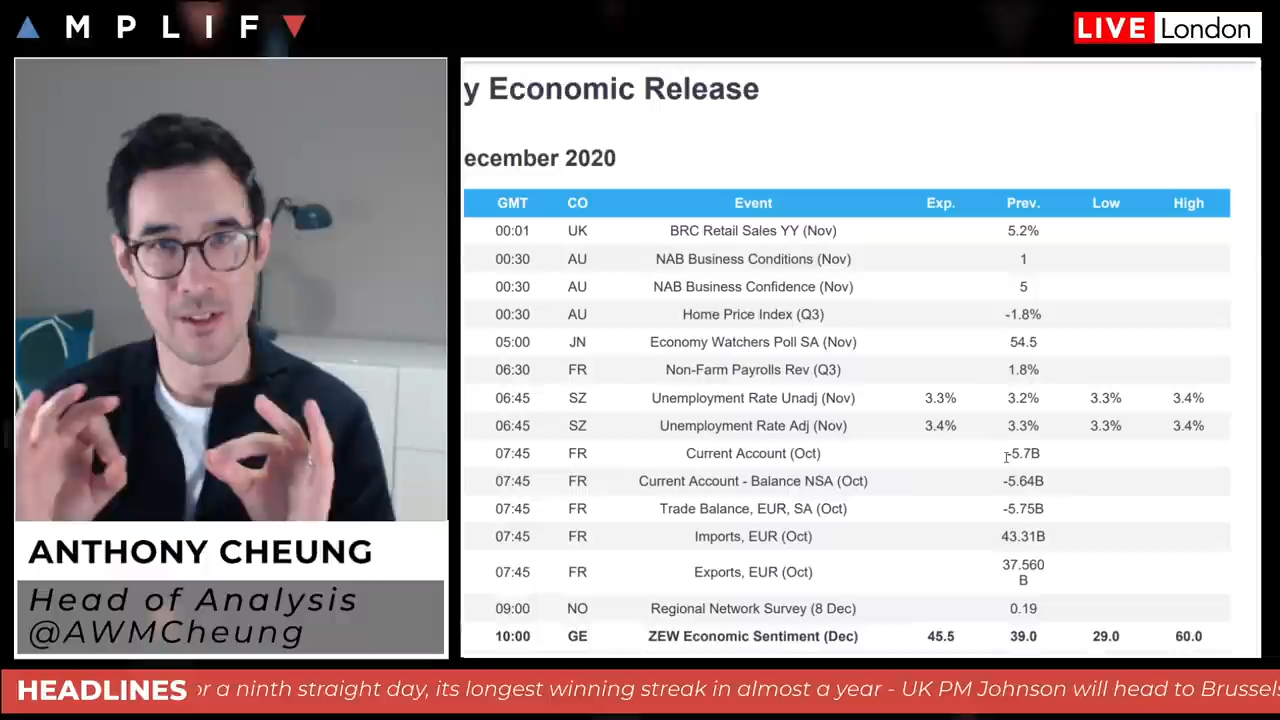 AMPLIFY
LIVE London
y Economic Release
ecember 2020
GMT CO Event Exp. Prev. Low High
00:01 UK BRC Retail Sales YY (Nov) 5.2%
00:30 AU NAB Business Conditions (Nov) 1
00:30 AU NAB Business Confidence (Nov) 5
00:30 AU Home Price Index (Q3) -1.8%
05:00 JN Economy Watchers Poll SA (Nov) 54.5
06:30 FR Non-Farm Payrolls Rev (Q3) 1.8%
06:45 SZ Unemployment Rate Unadj (Nov) 3.3% 3.2% 3.3% 3.4%
06:45 SZ Unemployment Rate Adj (Nov) 3.4% 3.3% 3.3% 3.4%
07:45 FR Current Account (Oct) -5.7B
07:45 FR Current Account - Balance NSA (Oct) -5.64B
07:45 FR Trade Balance, EUR, SA (Oct) -5.75B
07:45 FR Imports, EUR (Oct) 43.31B
07:45 FR Exports, EUR (Oct) 37.560
B
09:00 NO Regional Network Survey (8 Dec) 0.19
10:00 GE ZEW Economic Sentiment (Dec) 45.5 39.0 29.0 60.0
ANTHONY CHEUNG
Head of Analysis
@AWMCheung
HEADLINES or a ninth straight day, its longest winning streak in almost a year - UK PM Johnson will head to Brussels